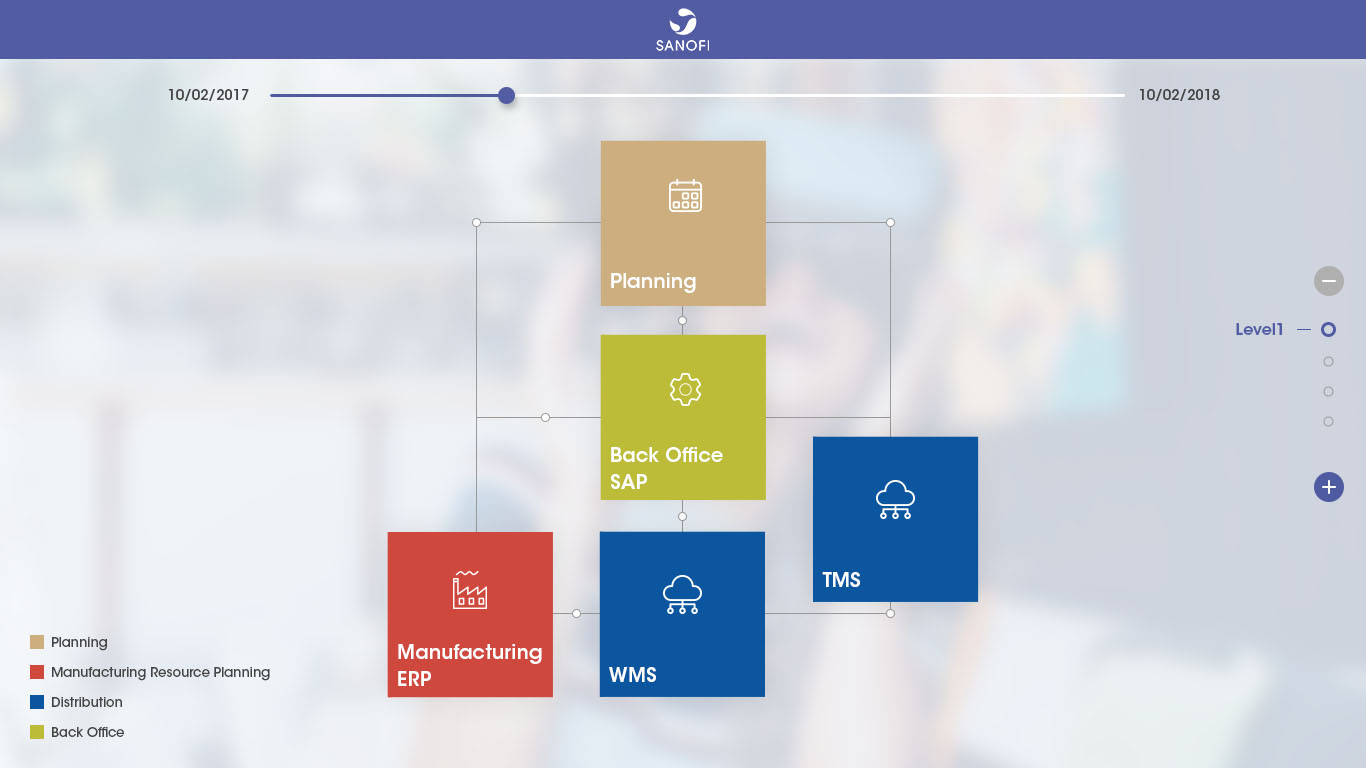 SANOFI
10/02/2017
10/02/2018
Planning
Level1
Back Office
SAP
TMS
Manufacturing
ERP
WMS
Planning
Manufacturing Resource Planning
Distribution
Back Office